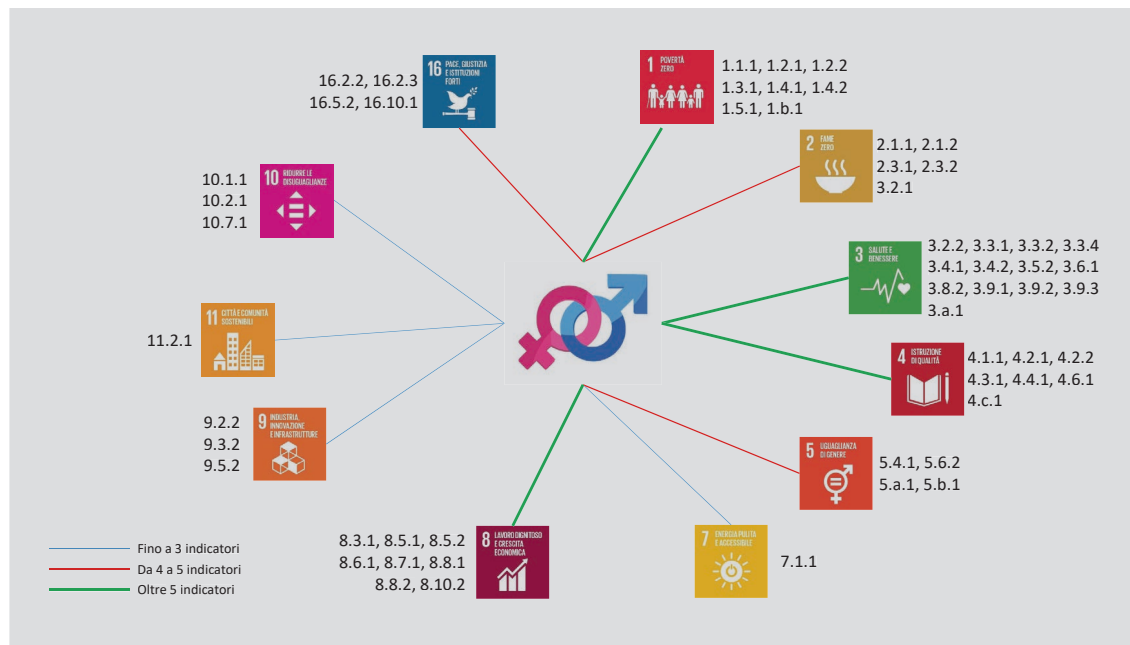 16 PACE, GIUSTIZIA
E ISTITUZIONI
FORTI
16.2.2, 16.2.3
16.5.2, 16.10.1
1 POVERTÀ
ZERO
1.1.1, 1.2.1, 1.2.2
1.3.1, 1.4.1, 1.4.2
1.5.1, 1.b.1
2 FAME
ZERO
2.1.1, 2.1.2
2.3.1, 2.3.2
3.2.1
10 RIDURRE LE
DISUGUAGLIANZE
10.1.1
10.2.1
10.7.1
3 SALUTE E
BENESSERE
3.2.2, 3.3.1, 3.3.2, 3.3.4
3.4.1, 3.4.2, 3.5.2, 3.6.1
3.8.2, 3.9.1, 3.9.2, 3.9.3
3.a.1
11 CITTÀ E COMUNITÀ
SOSTENIBILI
11.2.1
4 ISTRUZIONE
DI QUALITÀ
4.1.1, 4.2.1, 4.2.2
4.3.1, 4.4.1, 4.6.1
4.c.1
9 INDUSTRIA,
INNOVAZIONE
E INFRASTRUTTURE
9.2.2
9.3.2
9.5.2
5 UGUAGLIANZA
DI GENERE
5.4.1, 5.6.2
5.a.1, 5.b.1
8 LAVORO DIGNITOSO
E CRESCITA
ECONOMICA
8.3.1, 8.5.1, 8.5.2
8.6.1, 8.7.1, 8.8.1
8.8.2, 8.10.2
7 ENERGIA PULITA
E ACCESSIBILE
7.1.1
Fino a 3 indicatori
Da 4 a 5 indicatori
Oltre 5 indicatori